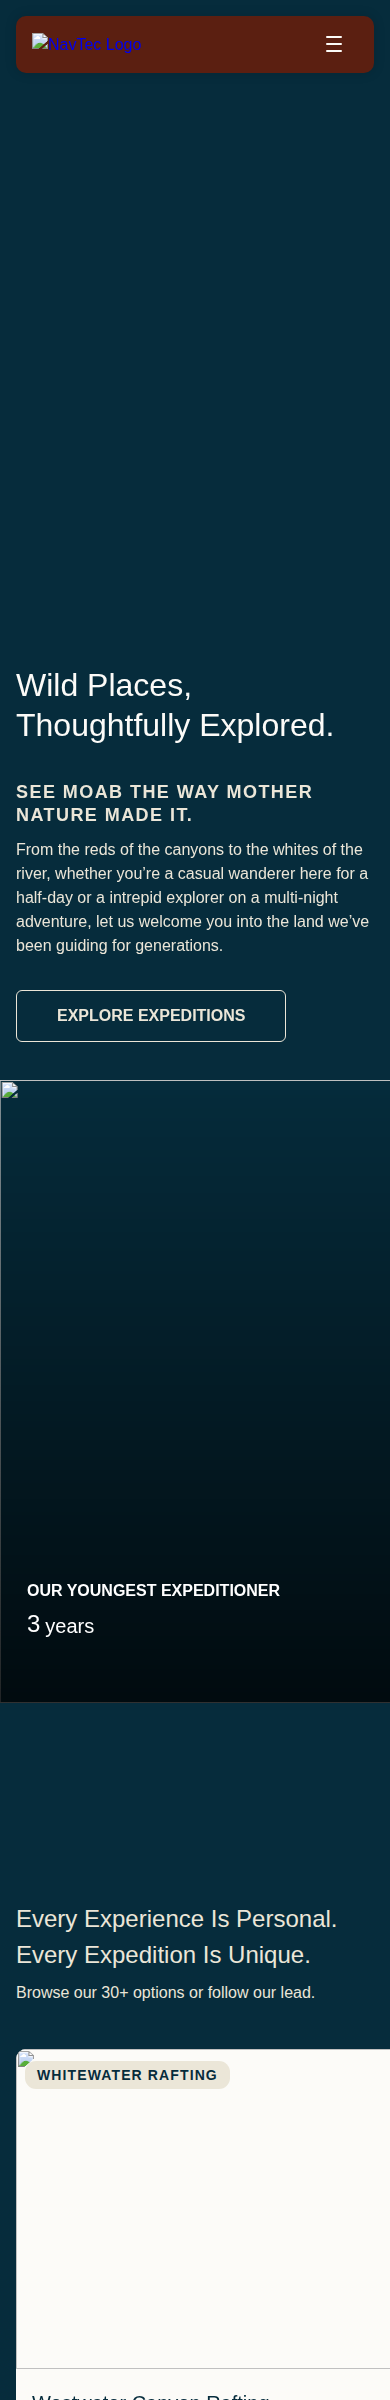 NavTec Logo
Wild Places,
Thoughtfully Explored.
SEE MOAB THE WAY MOTHER
NATURE MADE IT.
From the reds of the canyons to the whites of the
river, whether you’re a casual wanderer here for a
half-day or a intrepid explorer on a multi-night
adventure, let us welcome you into the land we’ve
been guiding for generations.
EXPLORE EXPEDITIONS
OUR YOUNGEST EXPEDITIONER
3 years
Every Experience Is Personal.
Every Expedition Is Unique.
Browse our 30+ options or follow our lead.
WHITEWATER RAFTING
Westwater Canyon Rafting